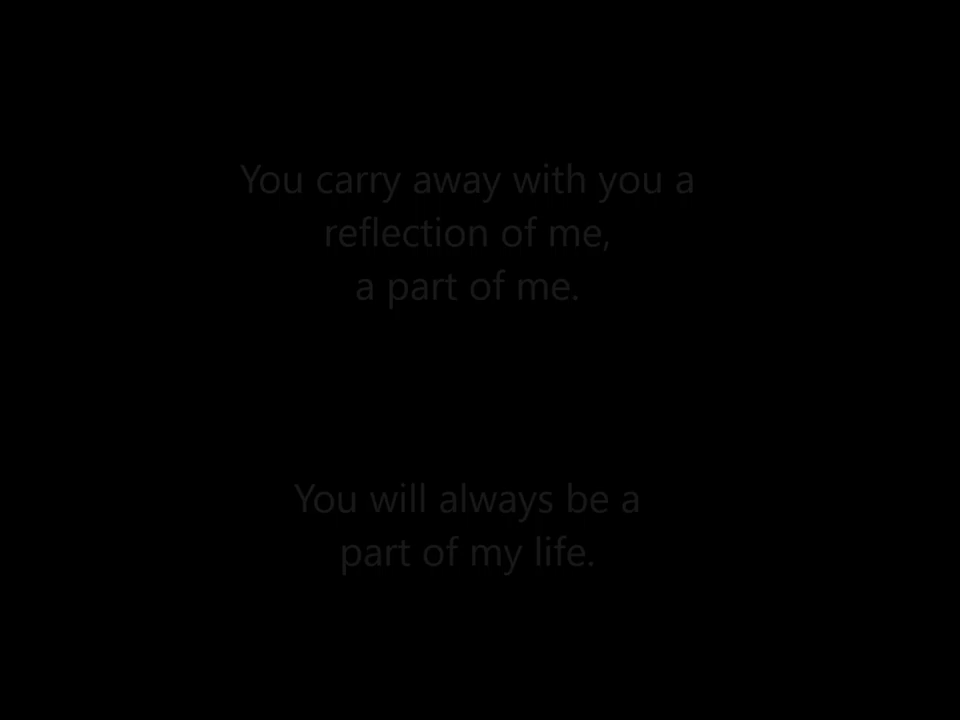 You carry away with you a
reflection of me,
a part of me.
You will always be a
part of my life.